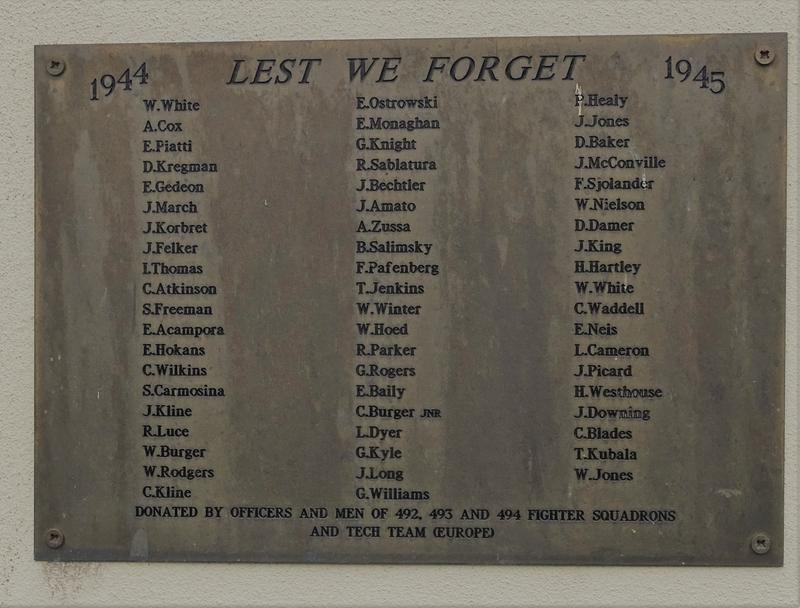 1944 LEST WE FORGET 1945
W.White
A.Cox
E.Piatti
D.Kregman
E.Gedeon
J.March
J.Korbret
J.Felker
I.Thomas
C.Atkinson
S.Freeman
E.Acampora
E.Hokans
C.Wilkins
S.Carmosina
J.Kline
R.Luce
W.Burger
W.Rodgers
C.Kline
E.Ostrowski
E.Monaghan
G.Knight
R.Sablatura
J.Bechtler
J.Amato
A.Zussa
B.Salimsky
F.Pafenberg
T.Jenkins
W.Winter
W.Hoed
R.Parker
G.Rogers
E.Baily
C.Burger JNR
L.Dyer
G.Kyle
J.Long
G.Williams
P.Healy
J.Jones
D.Baker
J.McConville
F.Sjolander
W.Nielson
D.Damer
J.King
H.Hartley
W.White
C.Waddell
E.Neis
L.Cameron
J.Picard
H.Westhouse
J.Downing
C.Blades
T.Kubala
W.Jones
DONATED BY OFFICERS AND MEN OF 492, 493 AND 494 FIGHTER SQUADRONS
AND TECH TEAM (EUROPE)